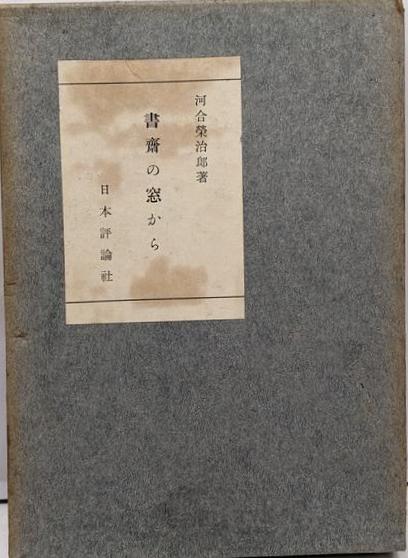 河合榮治郎著
書齋の窓から
日本評論社